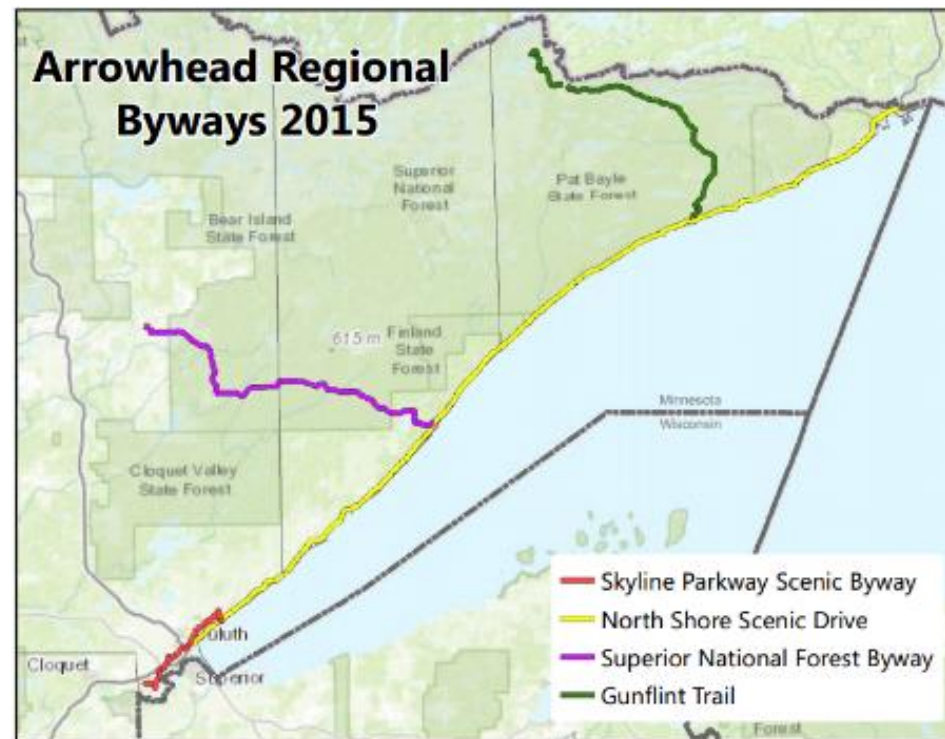 Arrowhead Regional
Byways 2015
Superior
National
Forest
Pat Bayle
State Forest
Bear Island
State Forest
615 m
Finland
State
Forest
Minnesota
Wisconsin
Cloquet Valley
State Forest
Skyline Parkway Scenic Byway
North Shore Scenic Drive
Duluth
Cloquet
Superior
Superior National Forest Byway
Gunflint Trail
Forest